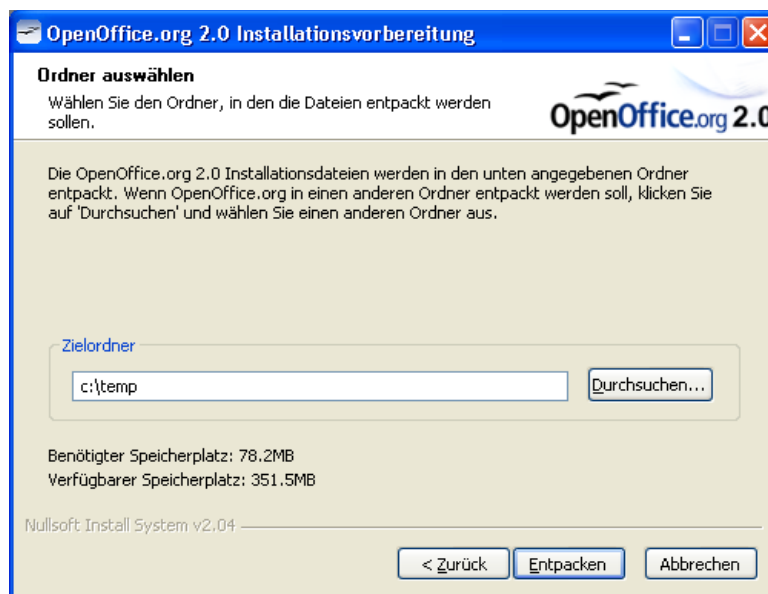 OpenOffice.org 2.0 Installationsvorbereitung
Ordner auswählen
Wählen Sie den Ordner, in den die Dateien entpackt werden
sollen.
OpenOffice.org 2.0
Die OpenOffice.org 2.0 Installationsdateien werden in den unten angegebenen Ordner
entpackt. Wenn OpenOffice.org in einen anderen Ordner entpackt werden soll, klicken Sie
auf 'Durchsuchen' und wählen Sie einen anderen Ordner aus.
Zielordner
c:\temp
Durchsuchen...
Benötigter Speicherplatz: 78.2MB
Verfügbarer Speicherplatz: 351.5MB
Nullsoft Install System v2.04
< Zurück
Entpacken
Abbrechen